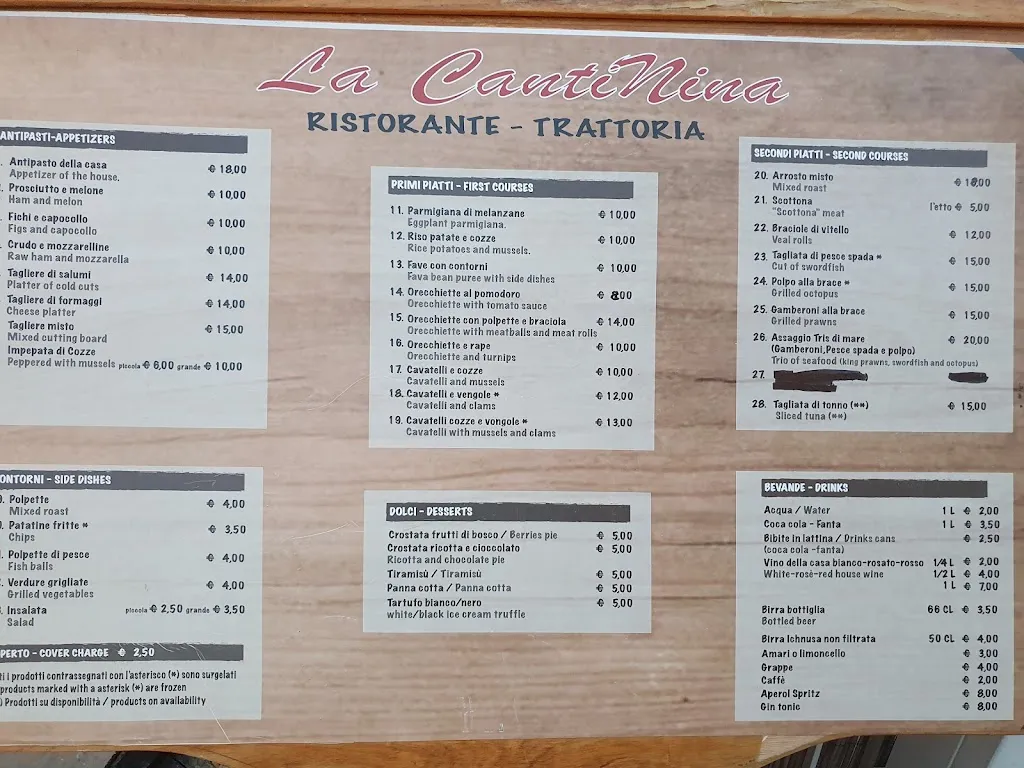 La CantiNina
RISTORANTE - TRATTORIA
ANTIPASTI-APPETIZERS
Antipasto della casa € 18,00
Appetizer of the house.
Prosciutto e melone € 10,00
Ham and melon
Fichi e capocollo € 10,00
Figs and capocollo
Crudo e mozzarelline € 10,00
Raw ham and mozzarella
Tagliere di salumi € 14,00
Platter of cold cuts
Tagliere di formaggi € 14,00
Cheese platter
Tagliere misto € 15,00
Mixed cutting board
Impepata di Cozze
Peppered with mussels piccola € 6,00 grande € 10,00
PRIMI PIATTI - FIRST COURSES
11. Parmigiana di melanzane € 10,00
Eggplant parmigiana.
12. Riso patate e cozze € 10,00
Rice potatoes and mussels.
13. Fave con contorni € 10,00
Fava bean puree with side dishes
14. Orecchiette al pomodoro € 8,00
Orecchiette with tomato sauce
15. Orecchiette con polpette e braciola € 14,00
Orecchiette with meatballs and meat rolls
16. Orecchiette e rape € 10,00
Orecchiette and turnips
17. Cavatelli e cozze € 10,00
Cavatelli and mussels
18. Cavatelli e vengole * € 12,00
Cavatelli and clams
19. Cavatelli cozze e vongole * € 13,00
Cavatelli with mussels and clams
SECONDI PIATTI - SECOND COURSES
20. Arrosto misto € 18,00
Mixed roast
21. Scottona l'etto € 5,00
"Scottona" meat
22. Braciole di vitello € 12,00
Veal rolls
23. Tagliata di pesce spada * € 15,00
Cut of swordfish
24. Polpo alla brace * € 15,00
Grilled octopus
25. Gamberoni alla brace € 15,00
Grilled prawns
26. Assaggio Tris di mare € 20,00
(Gamberoni,Pesce spada e polpo)
Trio of seafood (king prawns, swordfish and octopus)
27.
28. Tagliata di tonno (**) € 15,00
Sliced tuna (**)
ONTORNI - SIDE DISHES
Polpette € 4,00
Mixed roast
Patatine fritte * € 3,50
Chips
Polpette di pesce € 4,00
Fish balls
Verdure grigliate € 4,00
Grilled vegetables
Insalata piccola € 2,50 grande € 3,50
Salad
PERTO - COVER CHARGE € 2,50
ti i prodotti contrassegnati con l'asterisco (*) sono surgelati
products marked with a asterisk (*) are frozen
) Prodotti su disponibilità / products on availability
DOLCI - DESSERTS
Crostata frutti di bosco / Berries pie € 5,00
Crostata ricotta e cioccolato € 5,00
Ricotta and chocolate pie
Tiramisù / Tiramisù € 5,00
Panna cotta / Panna cotta € 5,00
Tartufo bianco/nero € 5,00
white/black ice cream truffle
BEVANDE - DRINKS
Acqua / Water 1 L € 2,00
Coca cola - Fanta 1 L € 3,50
Bibite in lattina / Drinks cans € 2,50
(coca cola -fanta)
Vino della casa bianco-rosato-rosso 1/4 L € 2,00
White-rosè-red house wine 1/2 L € 4,00
1 L € 7,00
Birra bottiglia 66 CL € 3,50
Bottled beer
Birra Ichnusa non filtrata 50 CL € 4,00
Amari o limoncello € 3,00
Grappe € 4,00
Caffè € 2,00
Aperol Spritz € 8,00
Gin tonic € 8,00